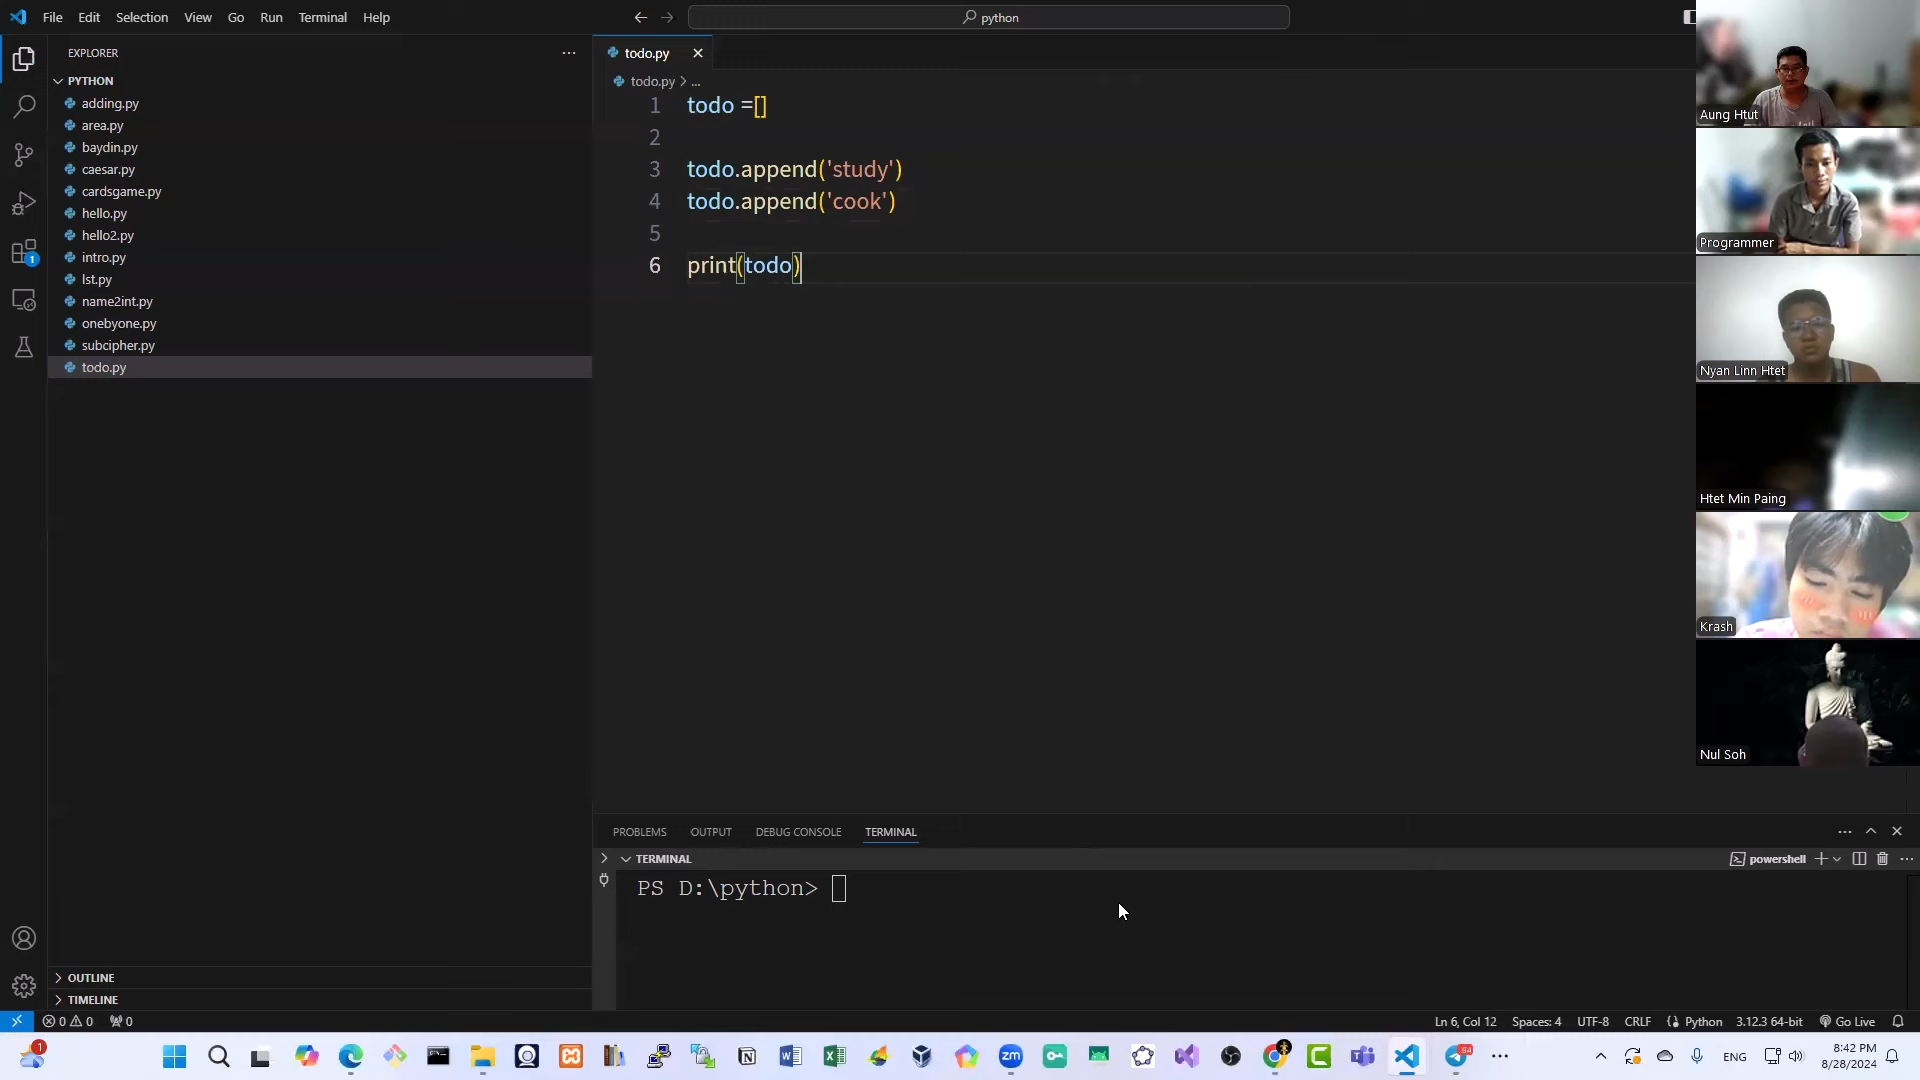 File Edit Selection View Go Run Terminal Help
python
EXPLORER
PYTHON
adding.py
area.py
baydin.py
caesar.py
cardsgame.py
hello.py
hello2.py
intro.py
lst.py
name2int.py
onebyone.py
subcipher.py
todo.py
OUTLINE
TIMELINE
todo.py
todo.py > ...
1 todo =[]
2
3 todo.append('study')
4 todo.append('cook')
5
6 print(todo)
Aung Htut
Programmer
Nyan Linn Htet
Htet Min Paing
Krash
Nul Soh
PROBLEMS OUTPUT DEBUG CONSOLE TERMINAL
TERMINAL
powershell
PS D:\python>
1
0 0 0
Ln 6, Col 12 Spaces: 4 UTF-8 CRLF Python 3.12.3 64-bit Go Live
1
zm
94
ENG
8:42 PM
8/28/2024